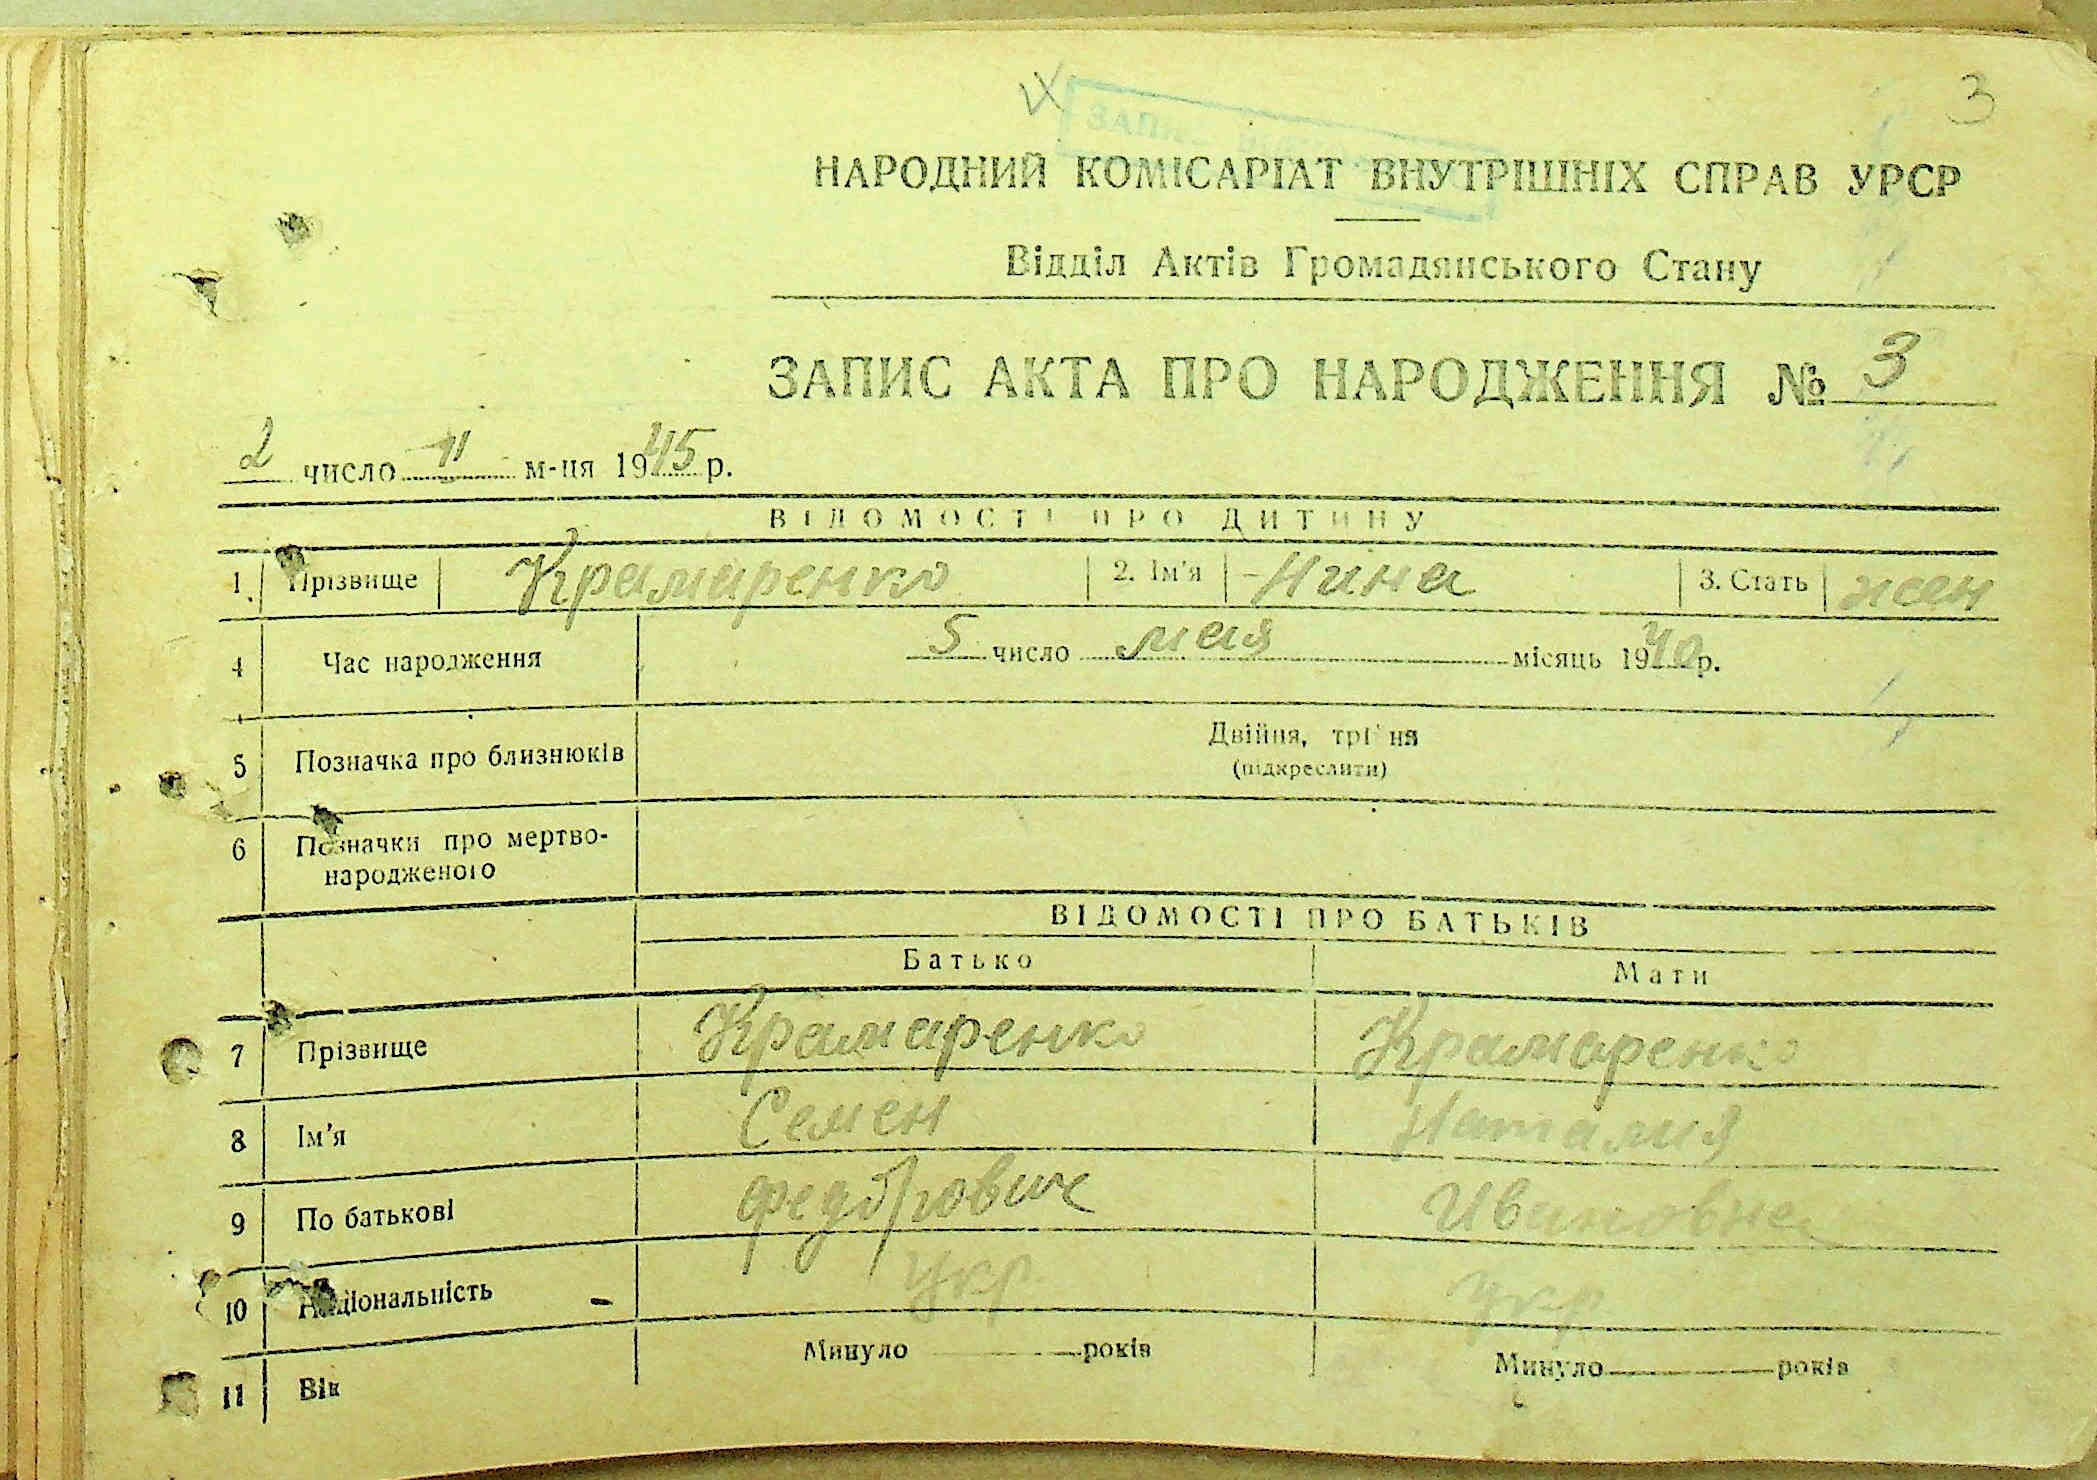 3
ЗАПИС
НАРОДНИЙ КОМІСАРІАТ ВНУТРІШНІХ СПРАВ УРСР
Відділ Актів Громадянського Стану
ЗАПИС АКТА ПРО НАРОДЖЕННЯ № 3
2 число II м-ця 1945 р.
ВІДОМОСТІ ПРО ДИТИНУ
1. Прізвище Крамаренко 2. Ім'я Нина 3. Стать жен
4 Час народження 5 число мая місяць 1940 р.
5 Позначка про близнюків Двійня, трійня
(підкреслити)
6 Позначки про мертво-
народженого
ВІДОМОСТІ ПРО БАТЬКІВ
Батько Мати
7 Прізвище Крамаренко Крамаренко
8 Ім'я Семен Наталия
9 По батькові Федорович Ивановна
10 Національність укр укр
11 Вік Минуло років Минуло років